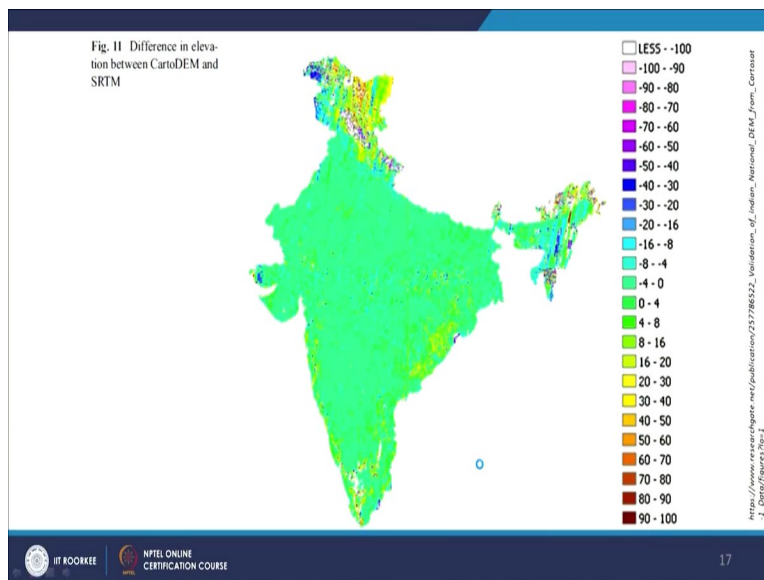 Fig. 11 Difference in eleva-
tion between CartoDEM and
SRTM
LESS - -100
-100 - -90
-90 - -80
-80 - -70
-70 - -60
-60 - -50
-50 - -40
-40 - -30
-30 - -20
-20 - -16
-16 - -8
-8 - -4
-4 - 0
0 - 4
4 - 8
8 - 16
16 - 20
20 - 30
30 - 40
40 - 50
50 - 60
60 - 70
70 - 80
80 - 90
90 - 100
https://www.researchgate.net/publication/257786522_Validation_of_Indian_National_DEM_from_Cartosat
-1_Data/figures?lo=1
IIT ROORKEE
NPTEL
NPTEL ONLINE
CERTIFICATION COURSE
17